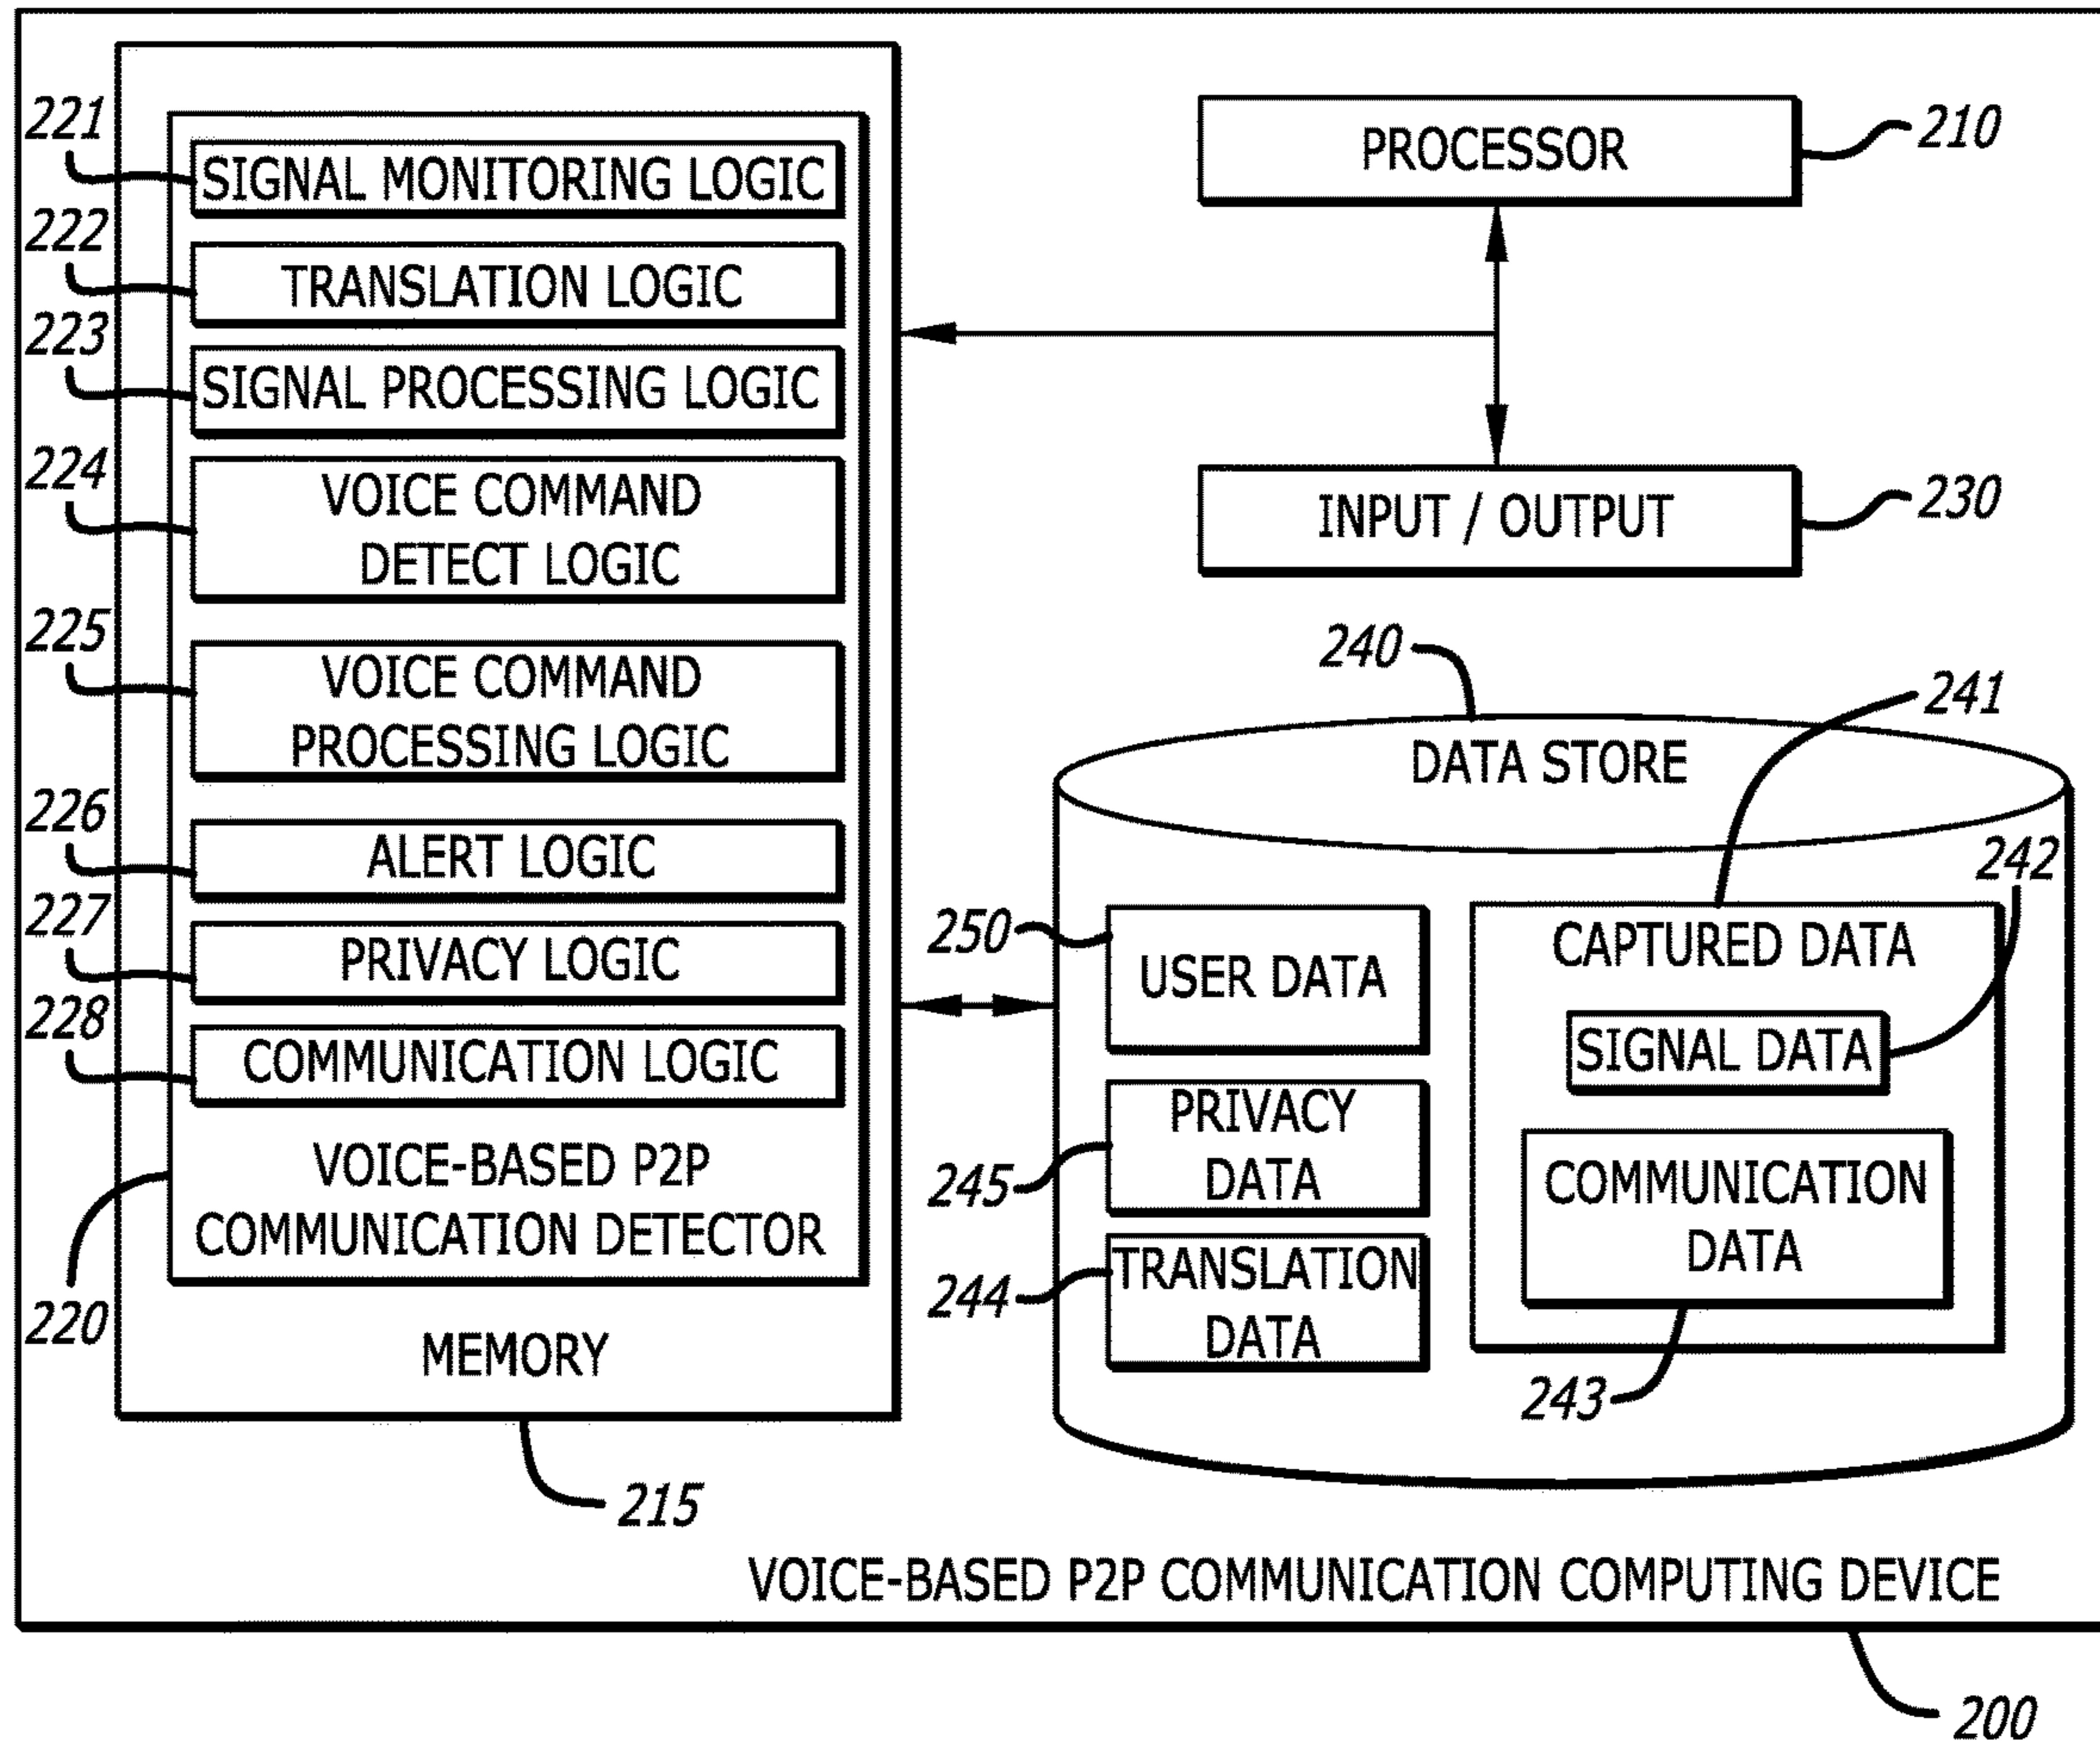 221
SIGNAL MONITORING LOGIC
222
TRANSLATION LOGIC
223
SIGNAL PROCESSING LOGIC
224
VOICE COMMAND
DETECT LOGIC
225
VOICE COMMAND
PROCESSING LOGIC
226
ALERT LOGIC
227
PRIVACY LOGIC
228
COMMUNICATION LOGIC
VOICE-BASED P2P
COMMUNICATION DETECTOR
220
MEMORY
215
PROCESSOR
210
INPUT / OUTPUT
230
240
DATA STORE
241
242
250
USER DATA
CAPTURED DATA
SIGNAL DATA
245
PRIVACY
DATA
COMMUNICATION
DATA
244
TRANSLATION
DATA
243
VOICE-BASED P2P COMMUNICATION COMPUTING DEVICE
200